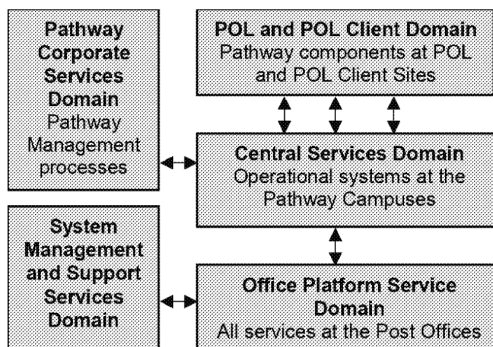 Pathway
Corporate
Services
Domain
Pathway
Management
processes
POL and POL Client Domain
Pathway components at POL
and POL Client Sites
Central Services Domain
Operational systems at the
Pathway Campuses
System
Management
and Support
Services
Domain
Office Platform Service
Domain
All services at the Post Offices